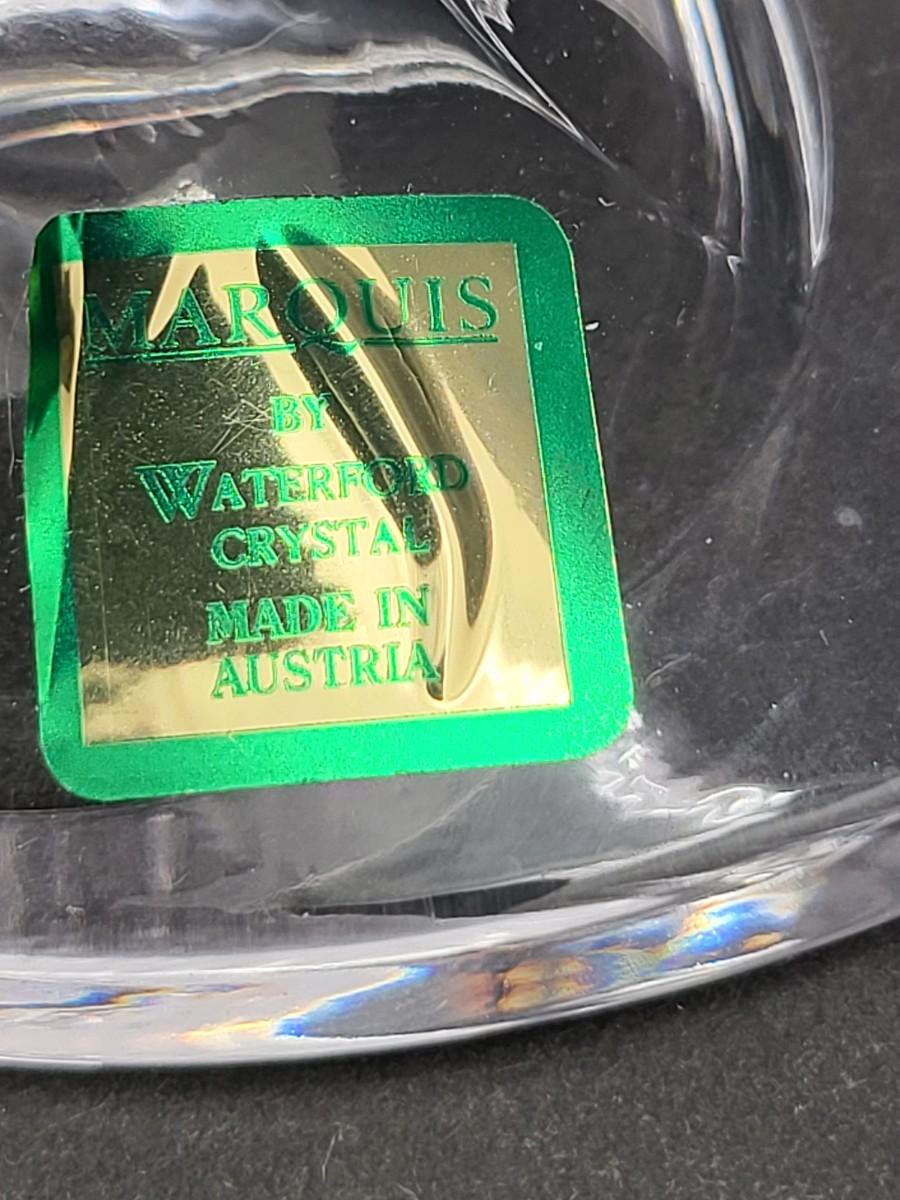 MARQUIS
BY
WATERFORD
CRYSTAL
MADE IN
AUSTRIA